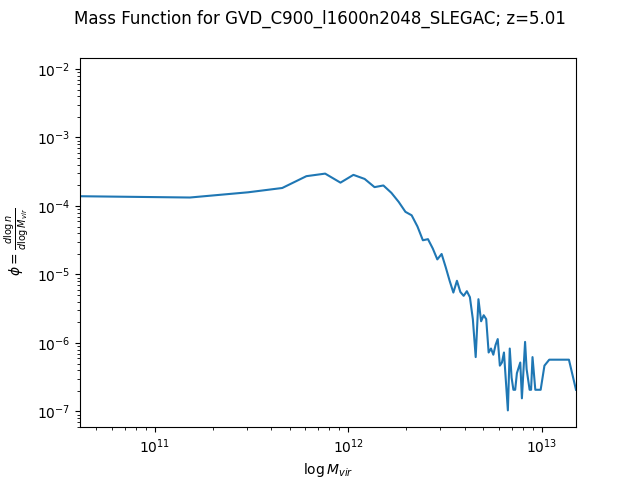 Mass Function for GVD_C900_l1600n2048_SLEGAC; z=5.01
10⁻²
10⁻³
10⁻⁴
10⁻⁵
10⁻⁶
10⁻⁷
ϕ = d log n / d log M_vir
10¹¹ 10¹² 10¹³
log M_vir